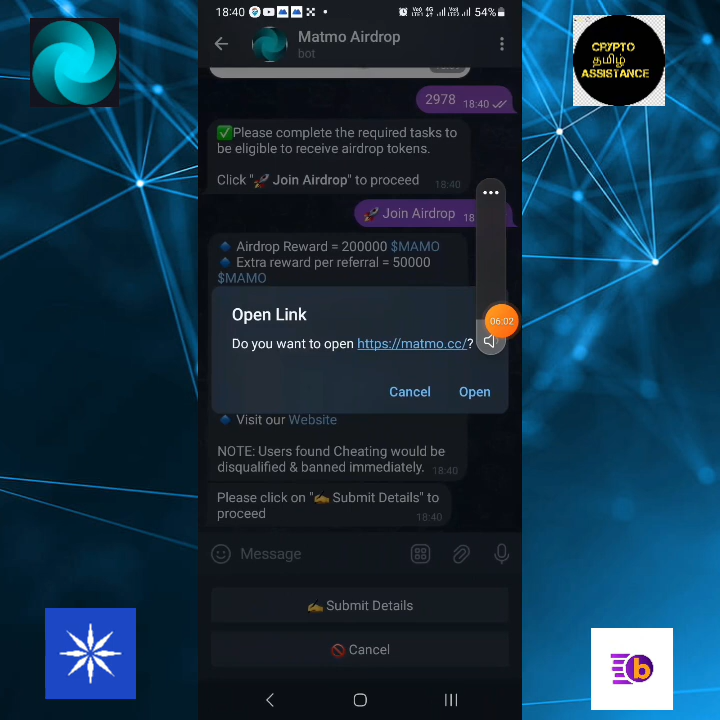 18:40
54%
Matmo Airdrop
bot
CRYPTO
தமிழ்
ASSISTANCE
2978 18:40
✅Please complete the required tasks to
be eligible to receive airdrop tokens.
Click "🚀 Join Airdrop" to proceed 18:40
🚀 Join Airdrop 18
🔹 Airdrop Reward = 200000 $MAMO
🔹 Extra reward per referral = 50000
$MAMO
Open Link
Do you want to open https://matmo.cc/?
06:02
Cancel Open
🔹 Visit our Website
NOTE: Users found Cheating would be
disqualified & banned immediately. 18:40
Please click on "✍️ Submit Details" to
proceed 18:40
Message
✍️ Submit Details
🚫 Cancel
b